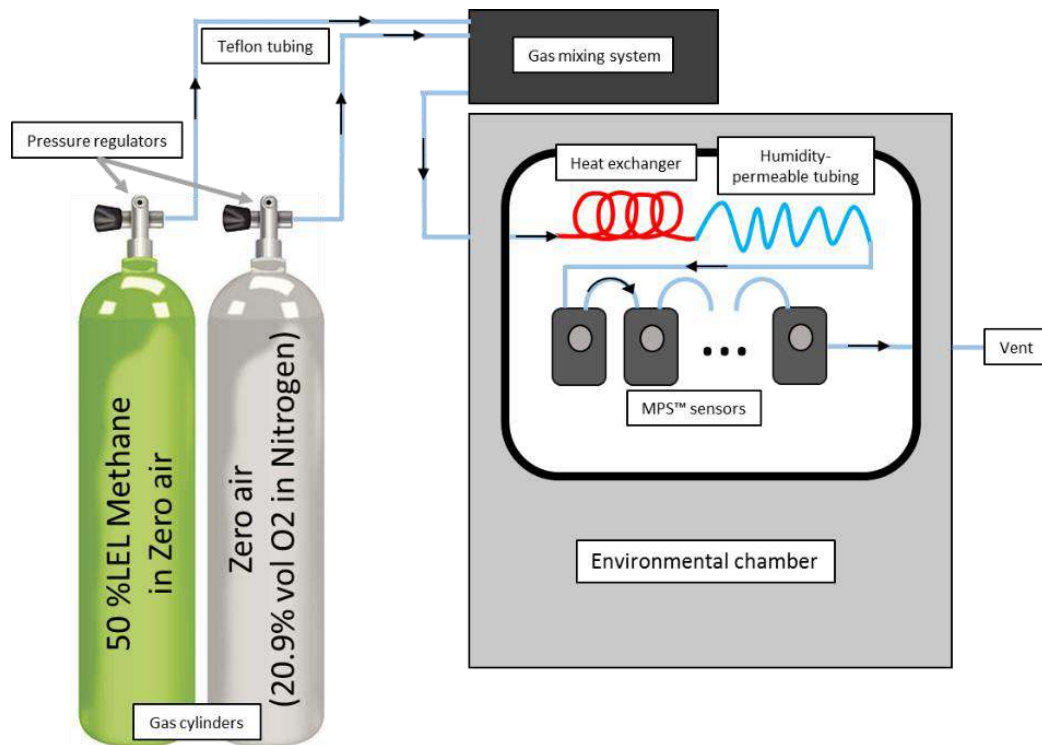 Teflon tubing
Gas mixing system
Pressure regulators
Heat exchanger
Humidity-
permeable tubing
MPS™ sensors
Vent
Environmental chamber
50 %LEL Methane
in Zero air
Zero air
(20.9% vol O2 in Nitrogen)
Gas cylinders